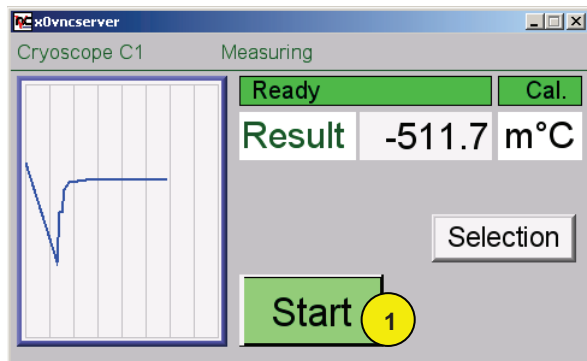 x0vncserver
Cryoscope C1 Measuring
Ready Cal.
Result -511.7 m°C
Selection
Start 1